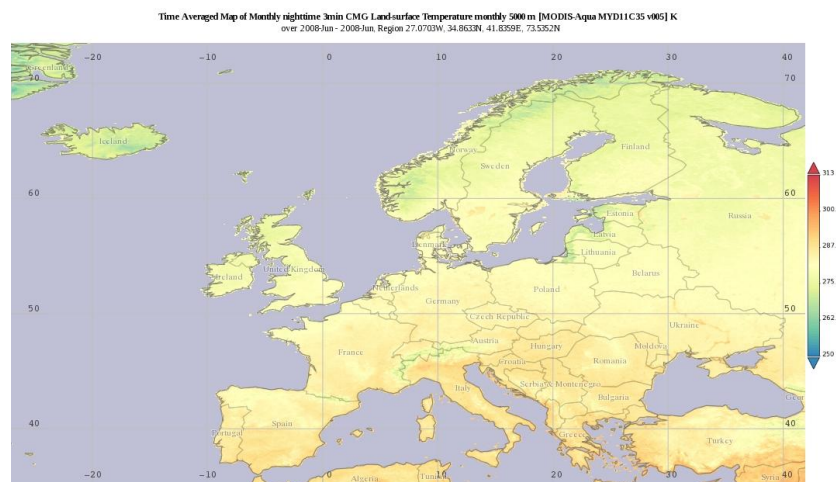 Time Averaged Map of Monthly nighttime 3min CMG Land-surface Temperature monthly 5000 m [MODIS-Aqua MYD11C35 v005] K
over 2008-Jun - 2008-Jun, Region 27.0703W, 34.8633N, 41.8359E, 73.5352N
−20 −10 0 10 20 30 40
Greenland
70 70
Iceland
Norway
Finland
Sweden
313
60 60
300.
Estonia
Russia
Latvia
Denmark
287.
Lithuania
Ireland
United Kingdom
Belarus
275.
Netherlands
Poland
Germany
50 50
262.
Czech Republic
Ukraine
Austria
Hungary
Moldova
France
250
Croatia
Romania
Serbia
Montenegro
Italy
Bulgaria
40 40
Spain
Portugal
Greece
Turkey
Algeria
Syria
−20 −10 0 10 20 30 40